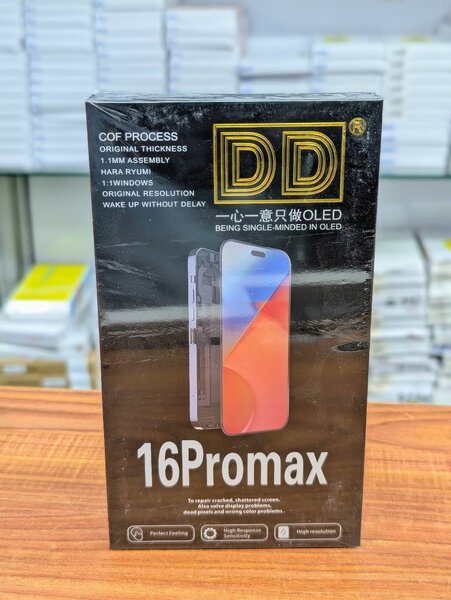 COF PROCESS
ORIGINAL THICKNESS
1.1MM ASSEMBLY
HARA RYUMI
1:1WINDOWS
ORIGINAL RESOLUTION
WAKE UP WITHOUT DELAY
DD®
一心一意只做OLED
BEING SINGLE-MINDED IN OLED
16Promax
To repair cracked, shattered screen.
Also solve display problems,
dead pixels and wrong color problems.
Perfect Feeling
High Response
Sensitivity
High resolution